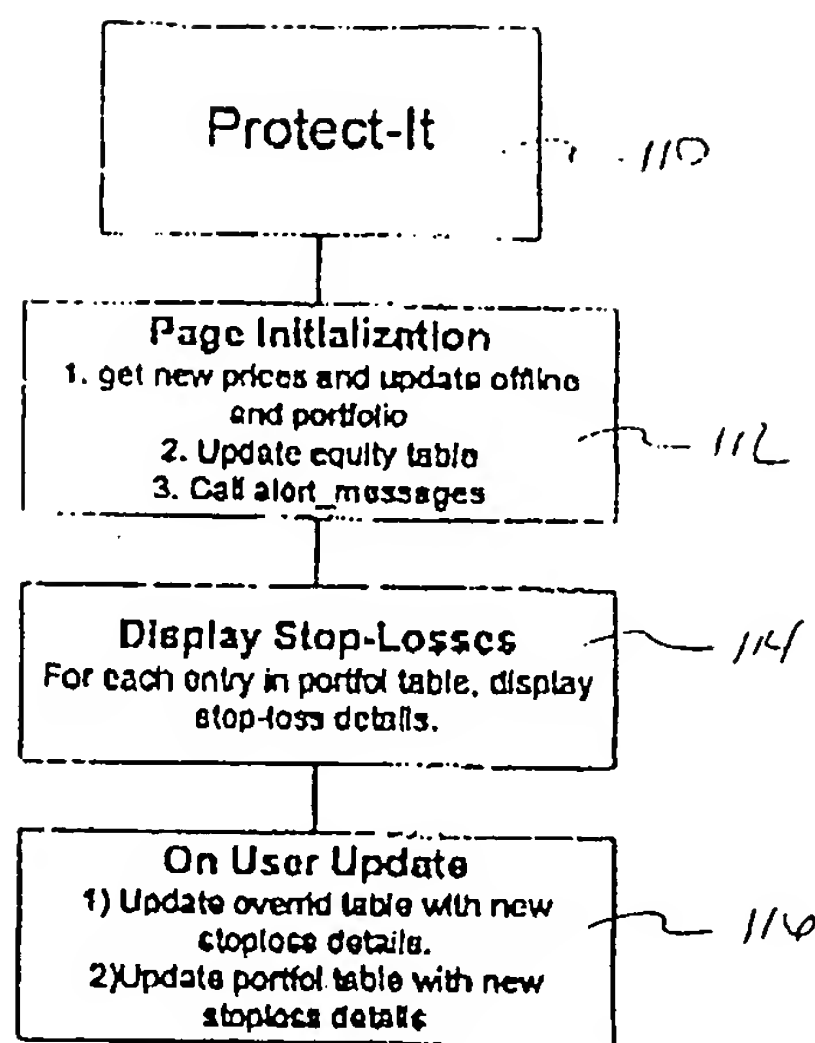 Protect-It
110
Page Initialization
1. get new prices and update offline
and portfolio
112
2. Update equity table
3. Call alert_messages
Display Stop-Losses
114
For each entry in portfol table, display
stop-loss details.
On User Update
1) Update overrid table with new
stoploss details.
116
2)Update portfol table with new
stoploss details